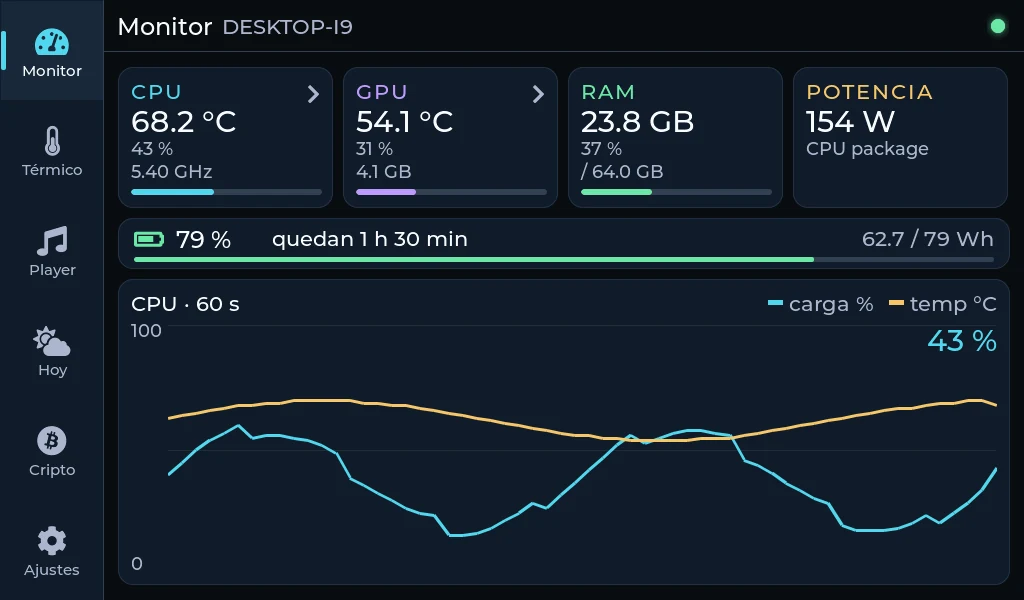 Monitor
Térmico
Player
Hoy
Cripto
Ajustes
Monitor DESKTOP-I9
CPU
68.2 °C
43 %
5.40 GHz
GPU
54.1 °C
31 %
4.1 GB
RAM
23.8 GB
37 %
/ 64.0 GB
POTENCIA
154 W
CPU package
79 % quedan 1 h 30 min 62.7 / 79 Wh
CPU · 60 s carga % temp °C
100
43 %
0